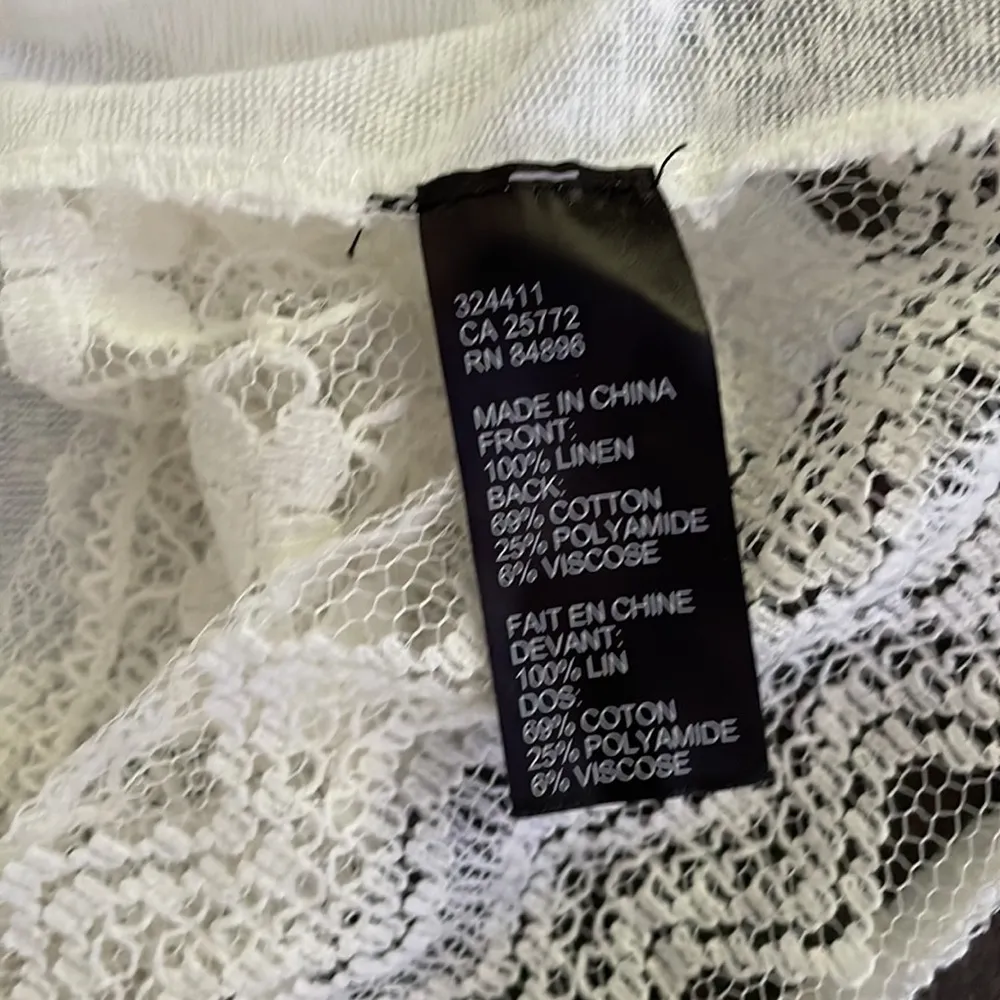 324411
CA 25772
RN 84896
MADE IN CHINA
FRONT:
100% LINEN
BACK:
69% COTTON
25% POLYAMIDE
6% VISCOSE
FAIT EN CHINE
DEVANT:
100% LIN
DOS:
69% COTON
25% POLYAMIDE
6% VISCOSE